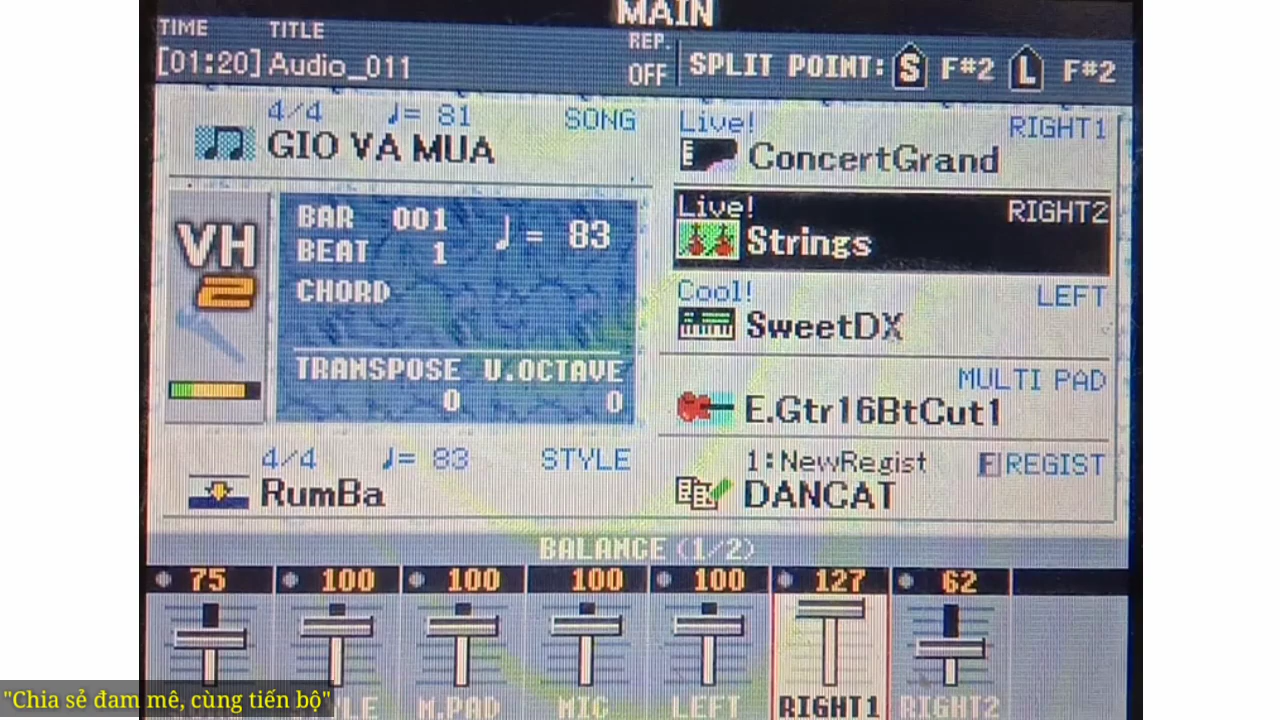 MAIN
TIME TITLE REP.
[01:20] Audio_011 OFF SPLIT POINT: S F#2 L F#2
4/4 ♩= 81 SONG
GIO VA MUA
Live! RIGHT1
ConcertGrand
VH
2
BAR 001 ♩= 83
BEAT 1
CHORD
TRANSPOSE U.OCTAVE
0 0
Live! RIGHT2
Strings
Cool! LEFT
SweetDX
MULTI PAD
E.Gtr16BtCut1
4/4 ♩= 83 STYLE
RumBa
1:NewRegist F REGIST
DANCAT
BALANCE (1/2)
75 100 100 100 100 127 62
M.PAD MIC LEFT RIGHT1 RIGHT2
"Chia sẻ đam mê, cùng tiến bộ"